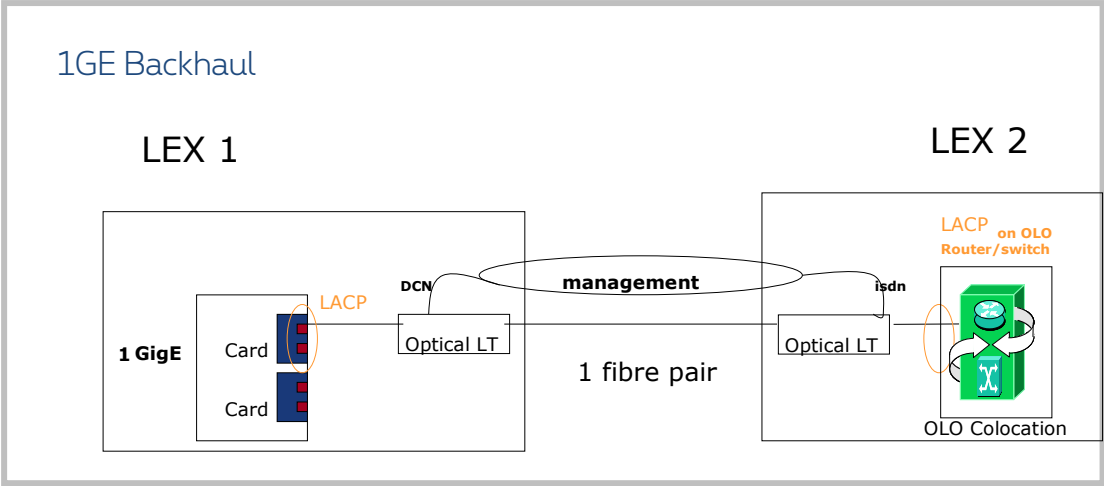 1GE Backhaul
LEX 1
LEX 2
LACP on OLO
Router/switch
DCN
management
isdn
LACP
1 GigE
Card
Optical LT
Optical LT
1 fibre pair
Card
OLO Colocation